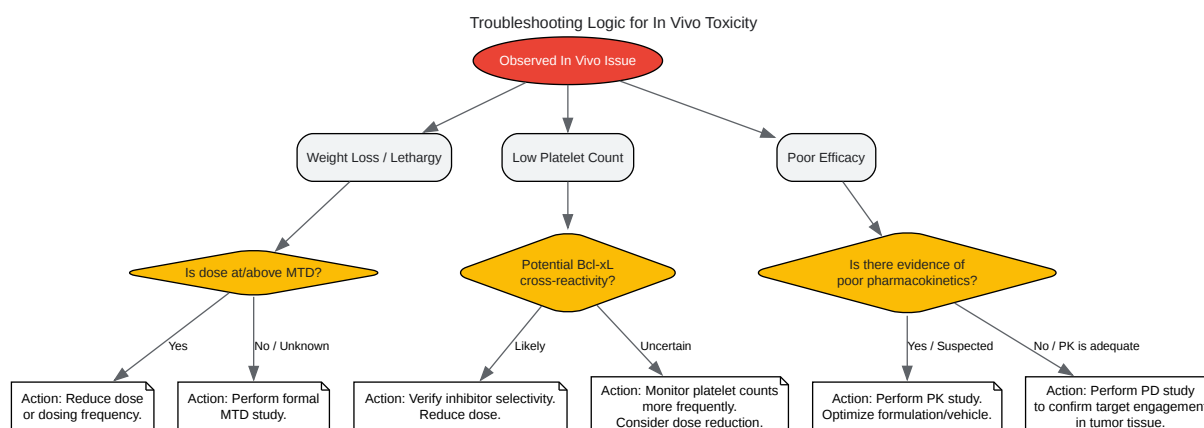 Troubleshooting Logic for In Vivo Toxicity
Observed In Vivo Issue
Weight Loss / Lethargy
Low Platelet Count
Poor Efficacy
Is dose at/above MTD?
Potential Bcl-xL
cross-reactivity?
Is there evidence of
poor pharmacokinetics?
Yes
No / Unknown
Likely
Uncertain
Yes / Suspected
No / PK is adequate
Action: Reduce dose
or dosing frequency.
Action: Perform formal
MTD study.
Action: Verify inhibitor selectivity.
Reduce dose.
Action: Monitor platelet counts
more frequently.
Consider dose reduction.
Action: Perform PK study.
Optimize formulation/vehicle.
Action: Perform PD study
to confirm target engagement
in tumor tissue.